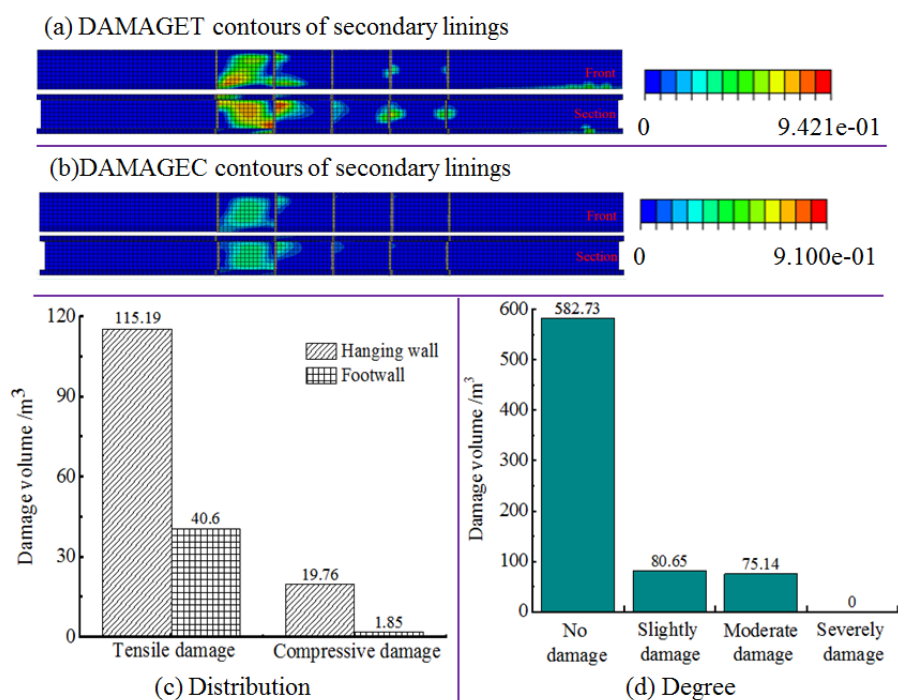 (a) DAMAGET contours of secondary linings
Front
Section
0 9.421e-01
(b)DAMAGEC contours of secondary linings
Front
Section
0 9.100e-01
Damage volume /m³
120
90
60
30
0
115.19
40.6
19.76
1.85
Hanging wall
Footwall
Tensile damage Compressive damage
(c) Distribution
Damage volume /m³
600
500
400
300
200
100
0
582.73
80.65
75.14
0
No damage
Slightly damage
Moderate damage
Severely damage
(d) Degree